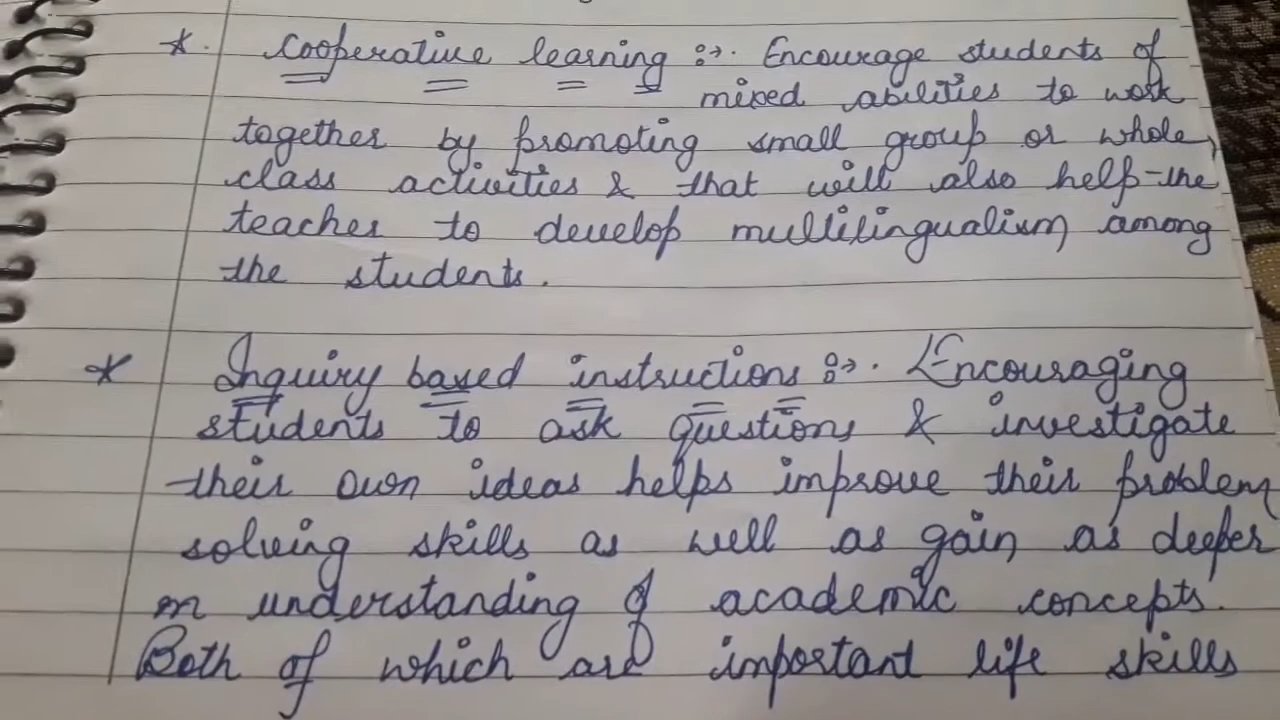 * Cooperative learning :→. Encourage students of
mixed abilities to work
together by promoting small group or whole,
class activities & that will also help the
teacher to develop multilingualism among
the students.
* Inquiry based instructions :→. Encouraging
students to ask questions & investigate
their own ideas helps improve their problem
solving skills as well as gain as deeper
understanding of academic concepts.
Both of which are important life skills